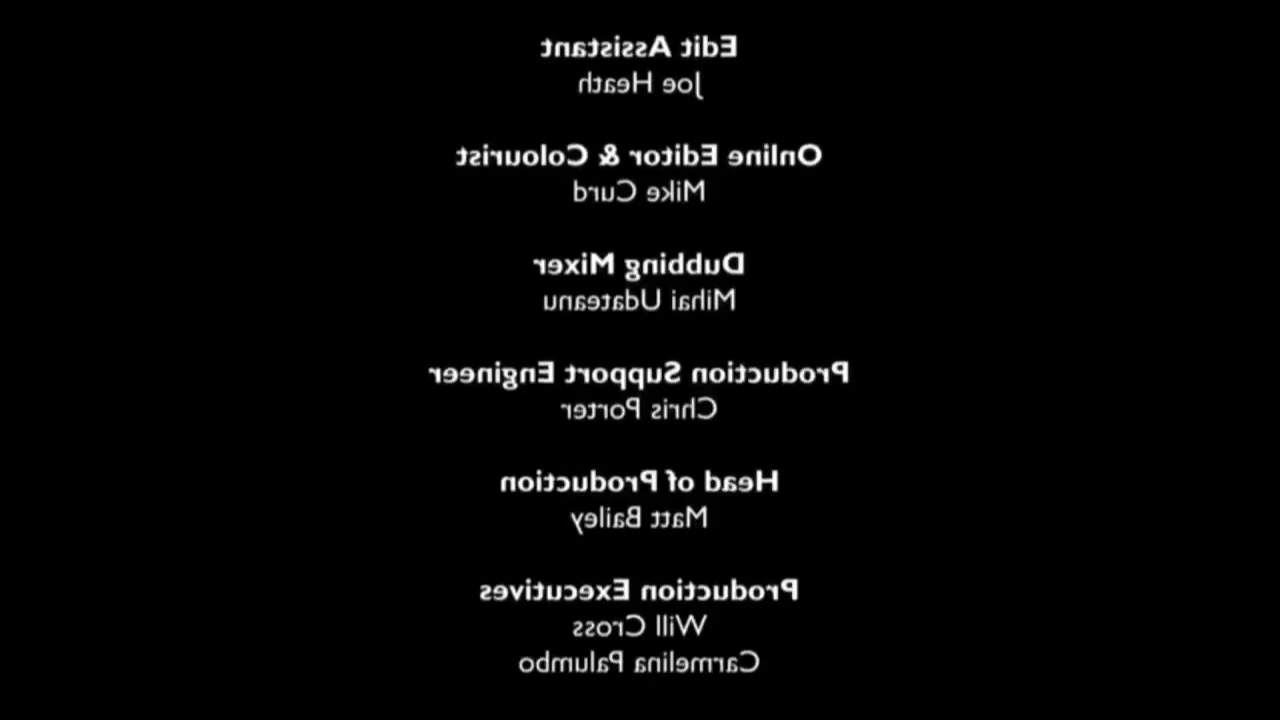 Edit Assistant
Joe Heath
Online Editor & Colourist
Mike Curd
Dubbing Mixer
Mihai Udateanu
Production Support Engineer
Chris Porter
Head of Production
Matt Bailey
Production Executives
Will Cross
Carmelina Palumbo